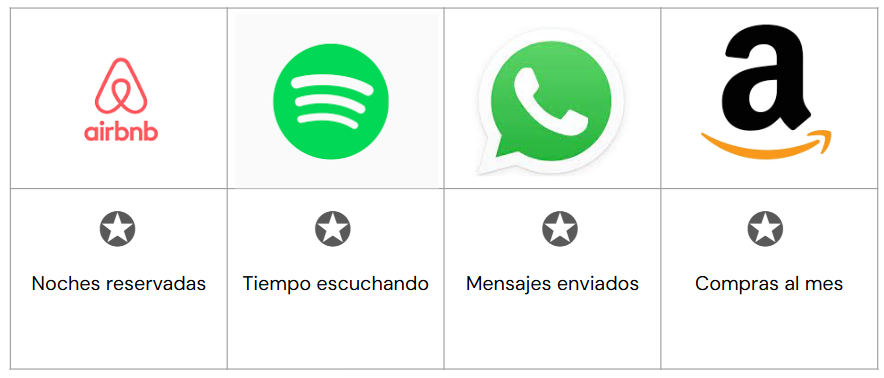 airbnb
a
Noches reservadas
Tiempo escuchando
Mensajes enviados
Compras al mes